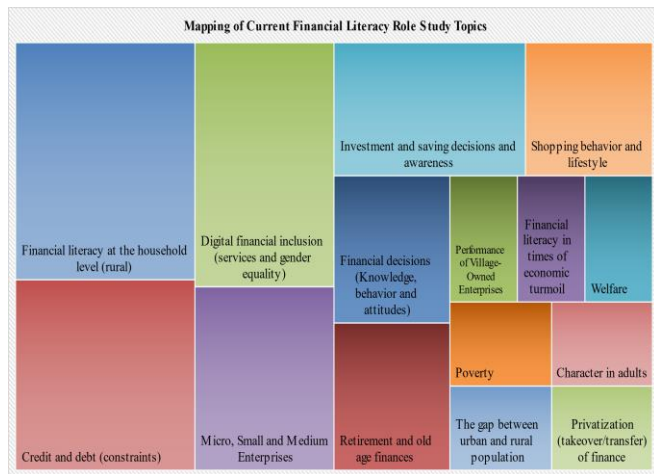 Mapping of Current Financial Literacy Role Study Topics
Financial literacy at the household
level (rural)
Credit and debt (constraints)
Digital financial inclusion
(services and gender
equality)
Micro, Small and Medium
Enterprises
Investment and saving decisions and
awareness
Shopping behavior and
lifestyle
Financial decisions
(Knowledge,
behavior and
attitudes)
Retirement and old
age finances
Performance
of Village-
Owned
Enterprises
Financial
literacy in
times of
economic
turmoil
Welfare
Poverty
Character in adults
The gap between
urban and rural
population
Privatization
(takeover/transfer)
of finance